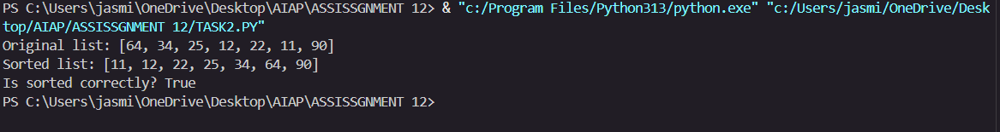 PS C:\Users\jasmi\OneDrive\Desktop\AIAP\ASSISSGNMENT 12> & "c:/Program Files/Python313/python.exe" "c:/Users/jasmi/OneDrive/Desk
top/AIAP/ASSISSGNMENT 12/TASK2.PY"
Original list: [64, 34, 25, 12, 22, 11, 90]
Sorted list: [11, 12, 22, 25, 34, 64, 90]
Is sorted correctly? True
PS C:\Users\jasmi\OneDrive\Desktop\AIAP\ASSISSGNMENT 12>